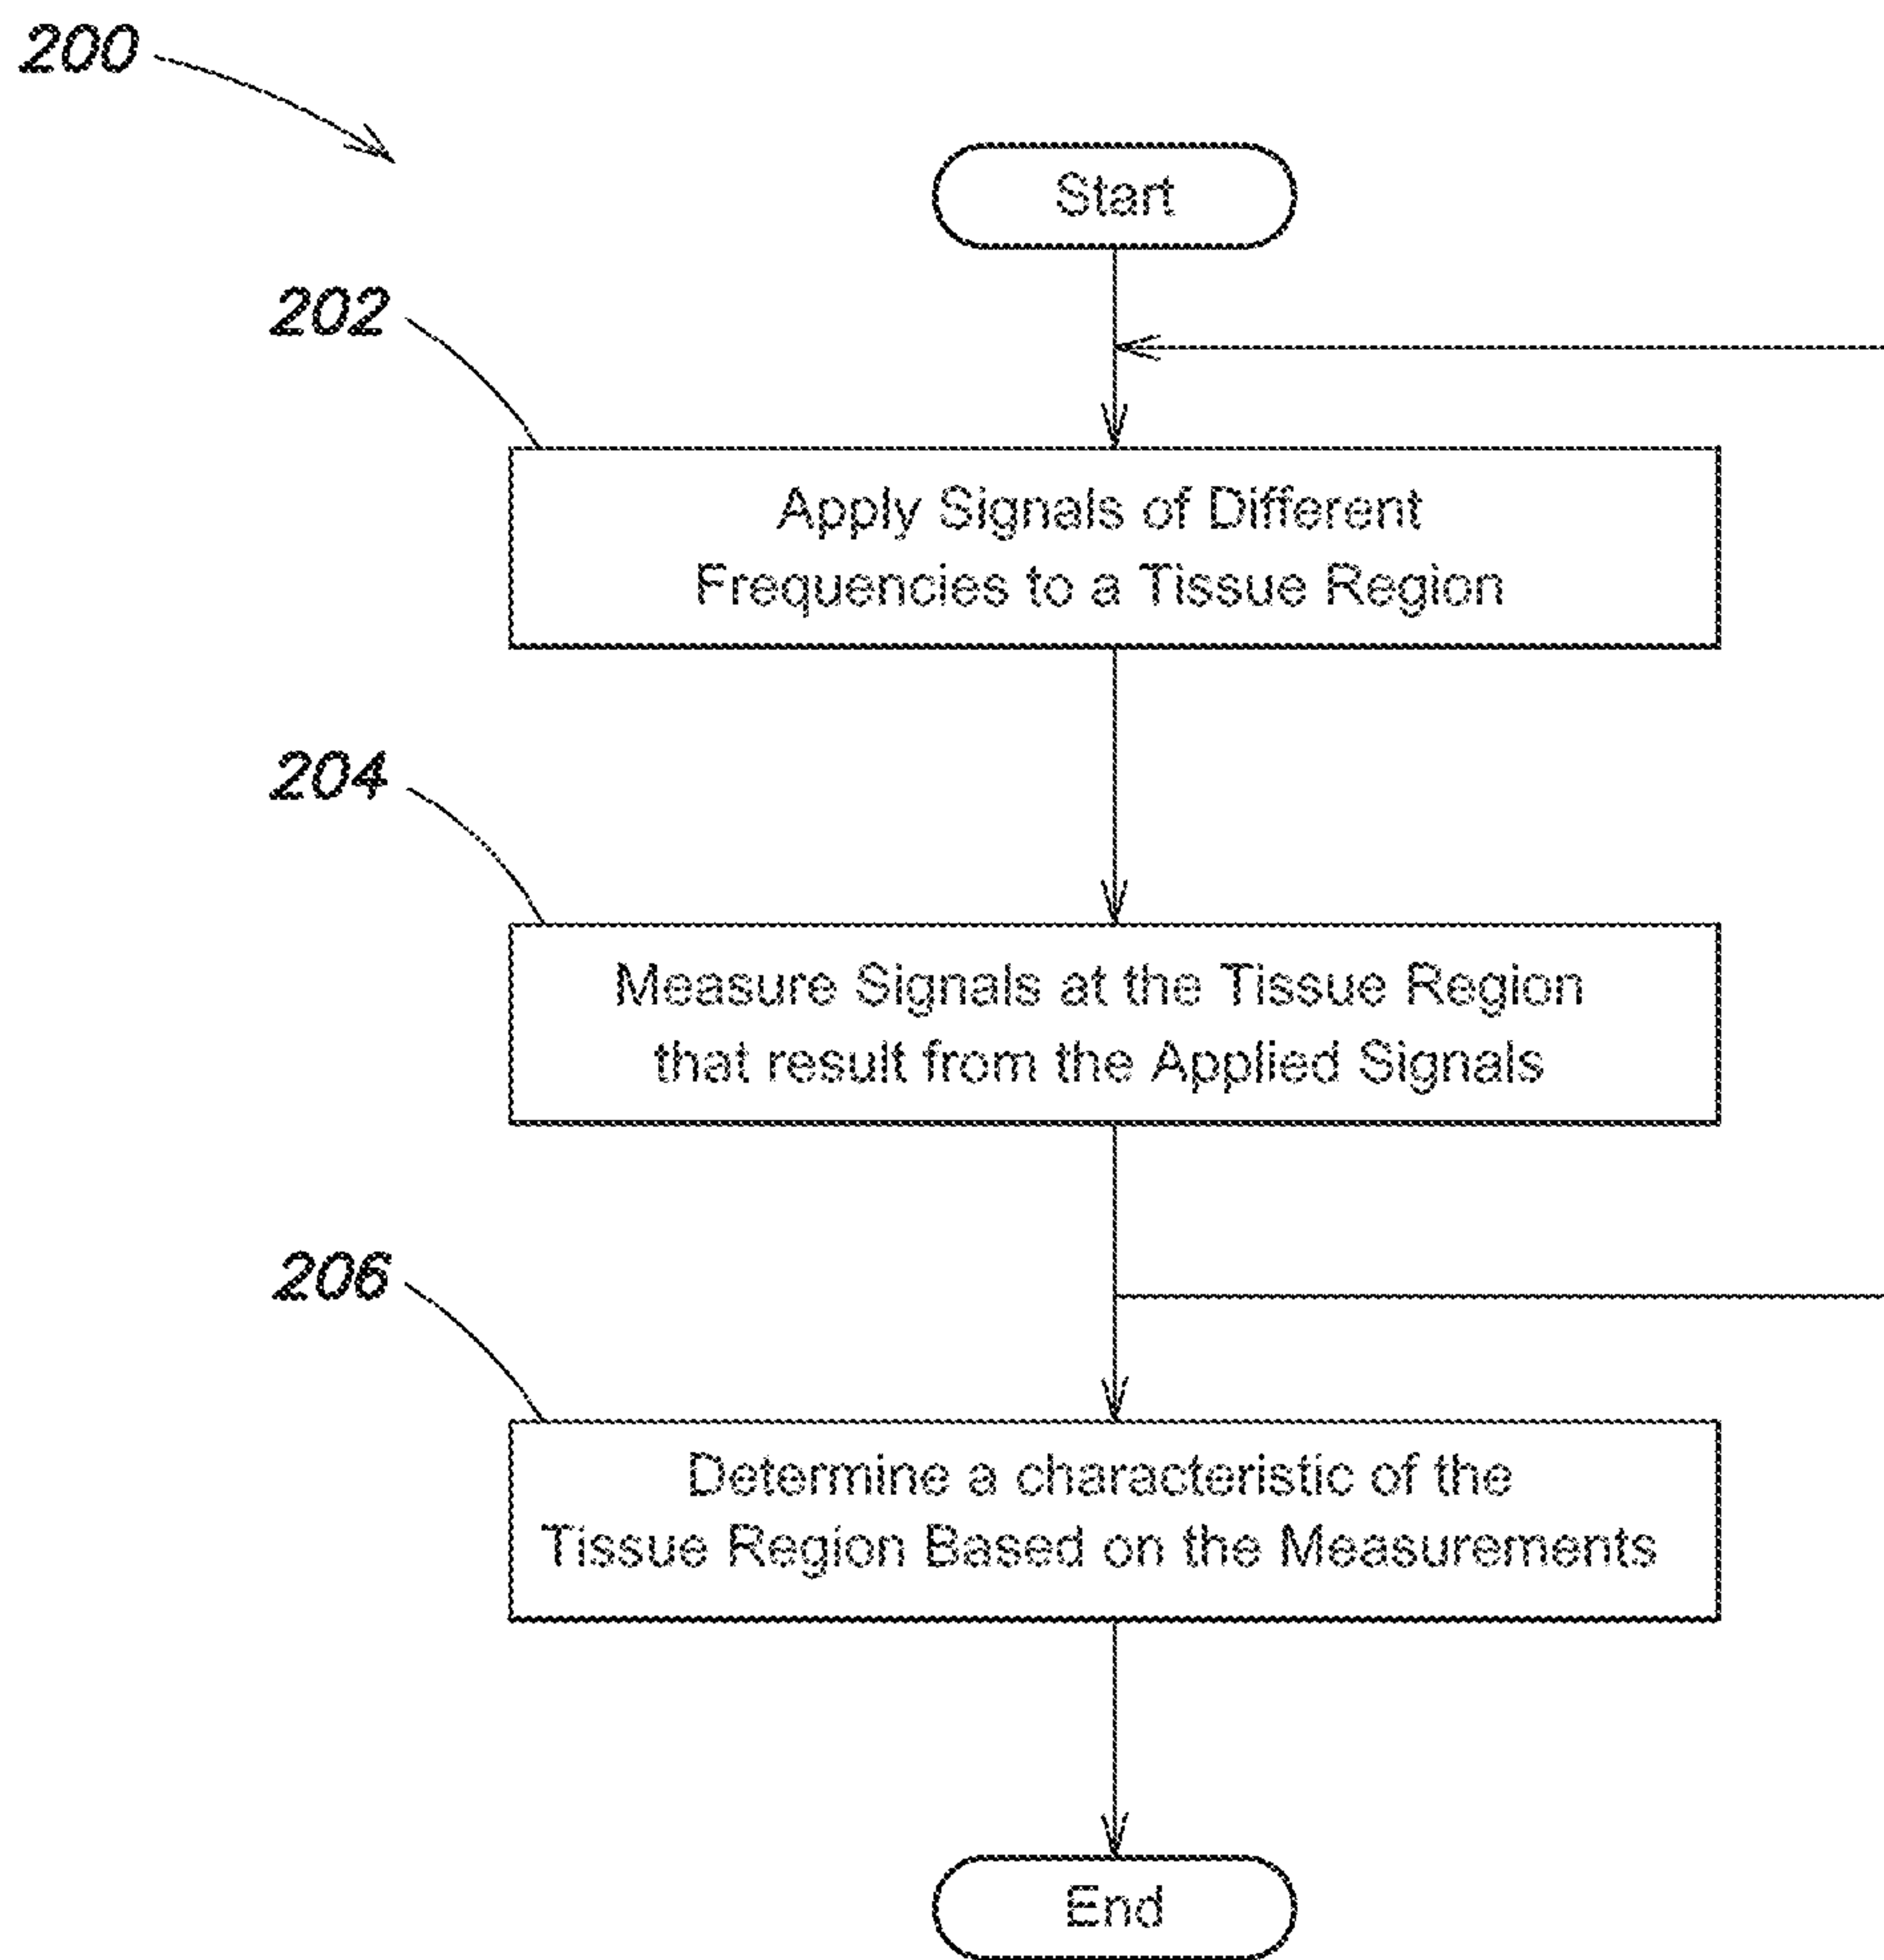 200
Start
202
Apply Signals of Different
Frequencies to a Tissue Region
204
Measure Signals at the Tissue Region
that result from the Applied Signals
206
Determine a characteristic of the
Tissue Region Based on the Measurements
End